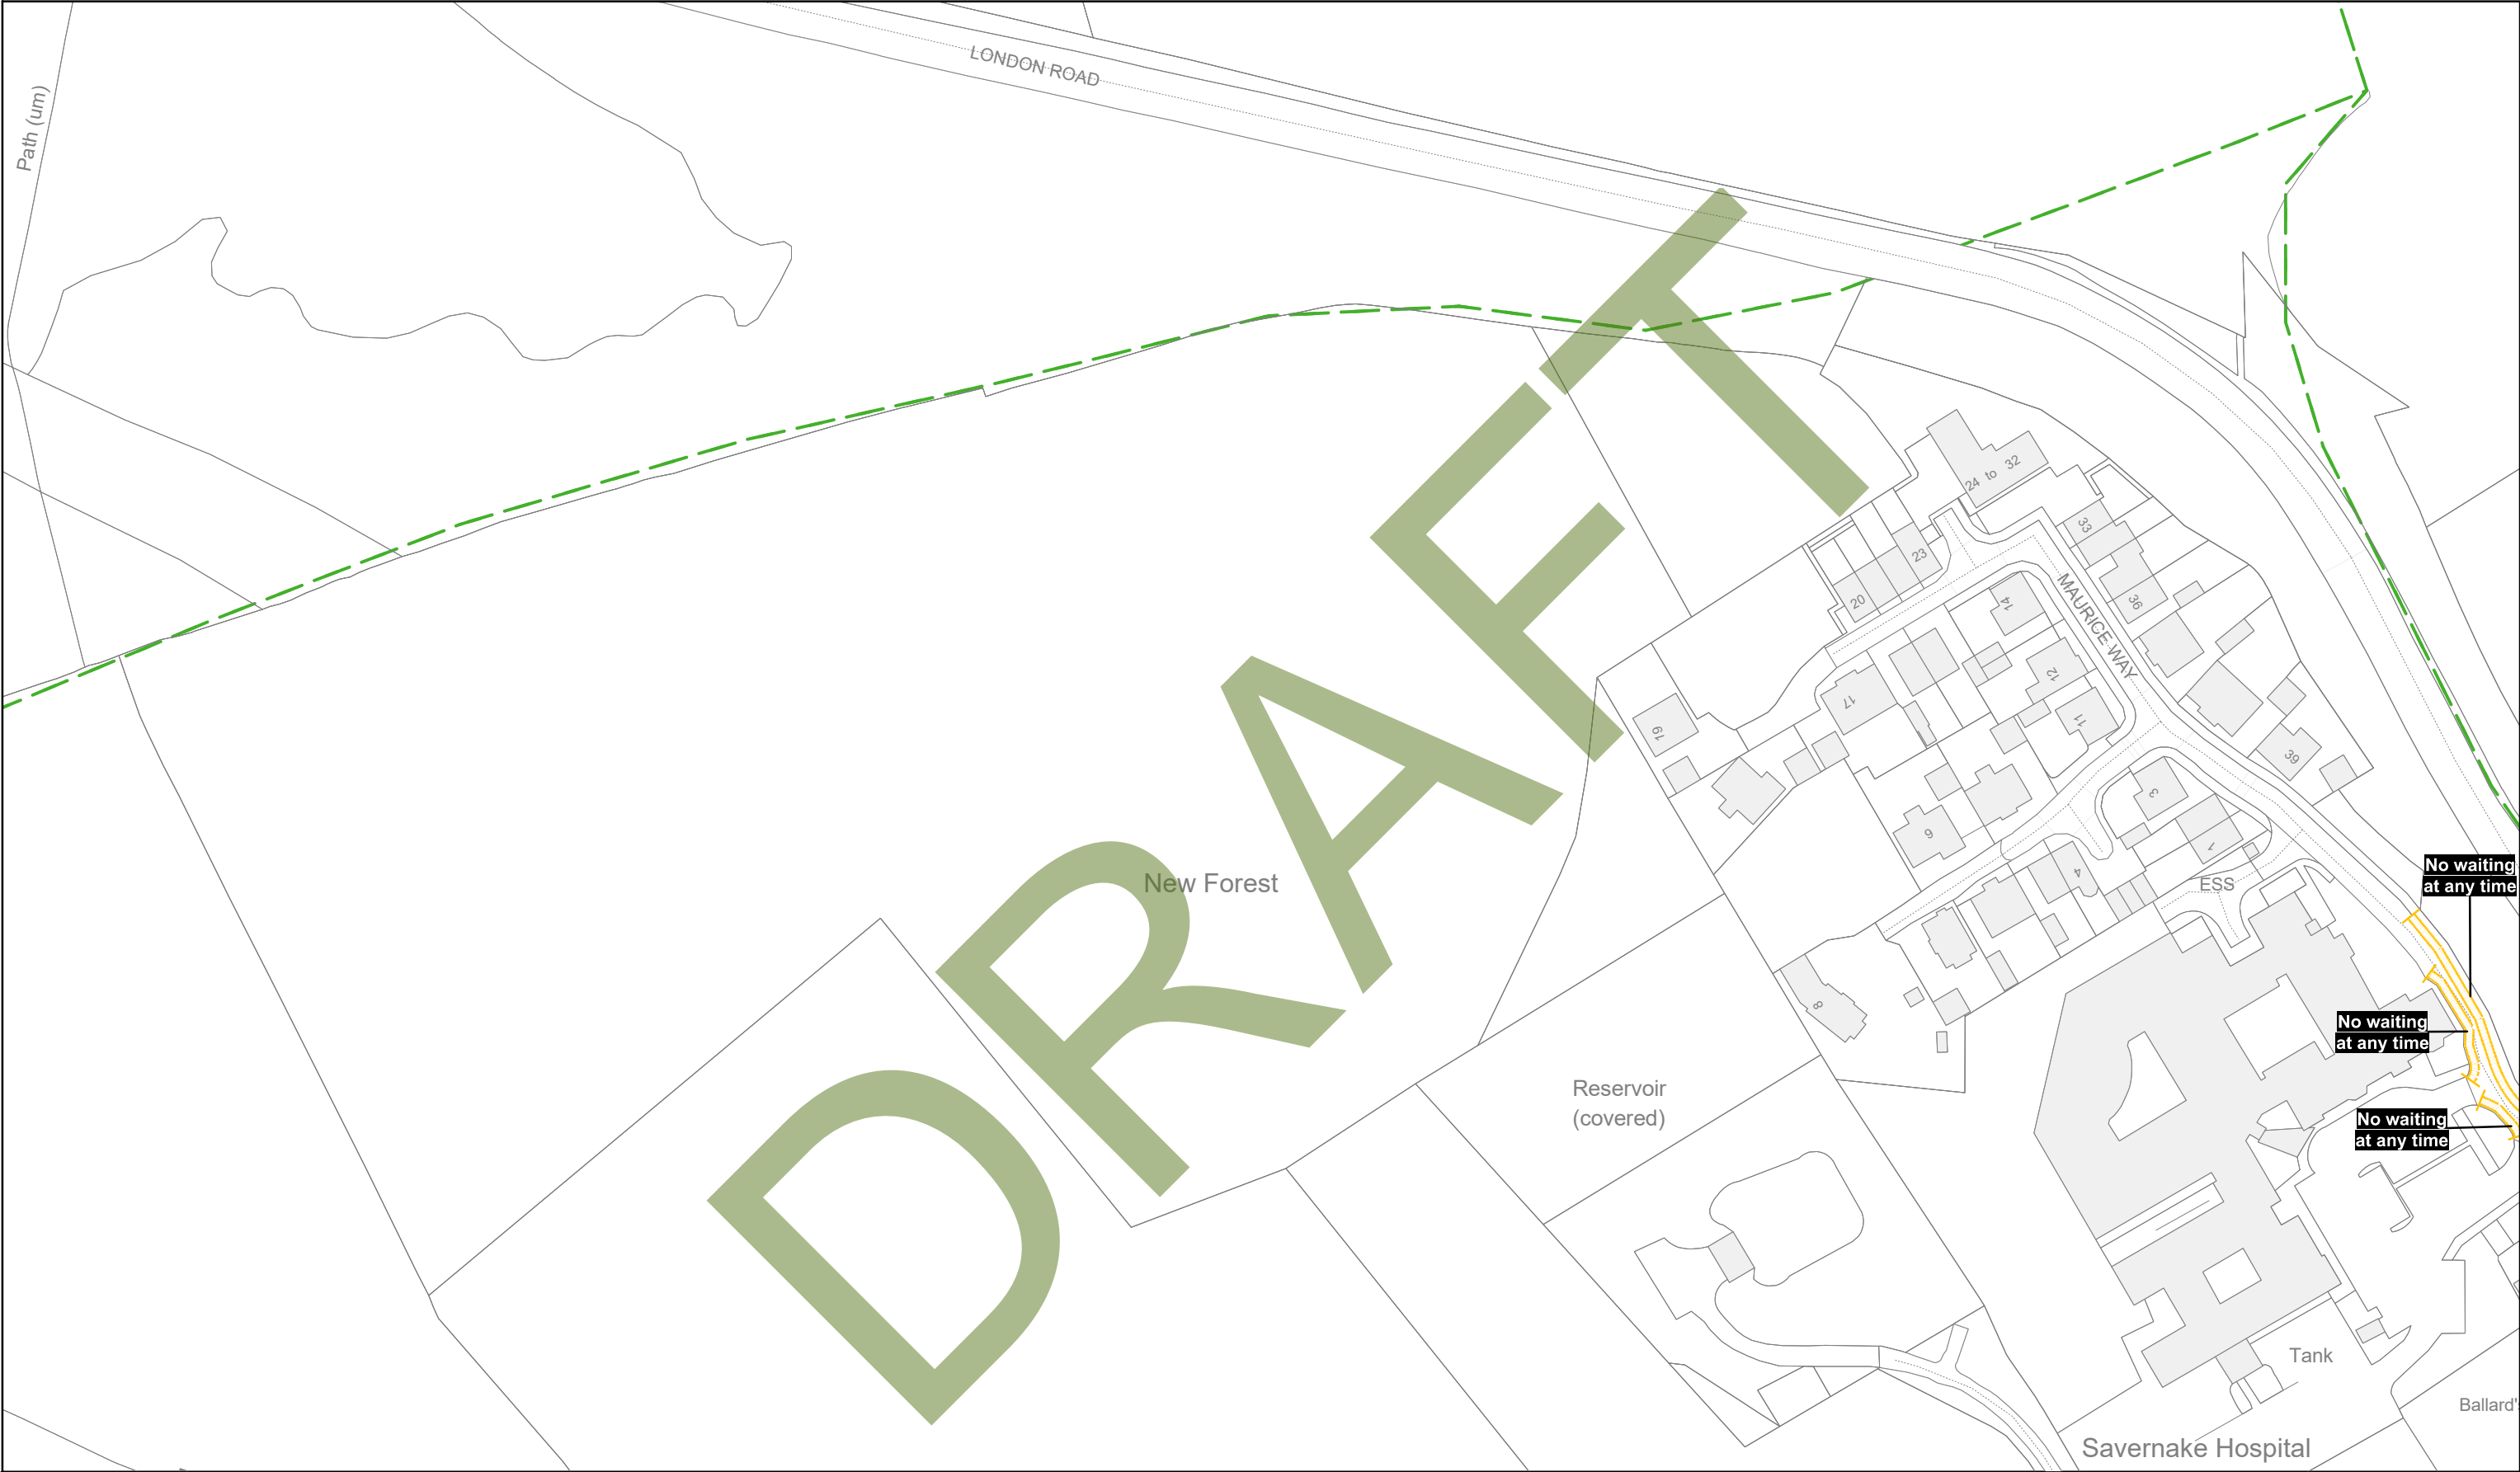 LONDON ROAD
Path (um)
DRAFT
24 to 32
33
23
20
14
36
MAURICE WAY
12
17
11
19
39
3
6
1
4
ESS
No waiting
at any time
New Forest
8
No waiting
at any time
Reservoir
(covered)
No waiting
at any time
Tank
Ballard's
Savernake Hospital